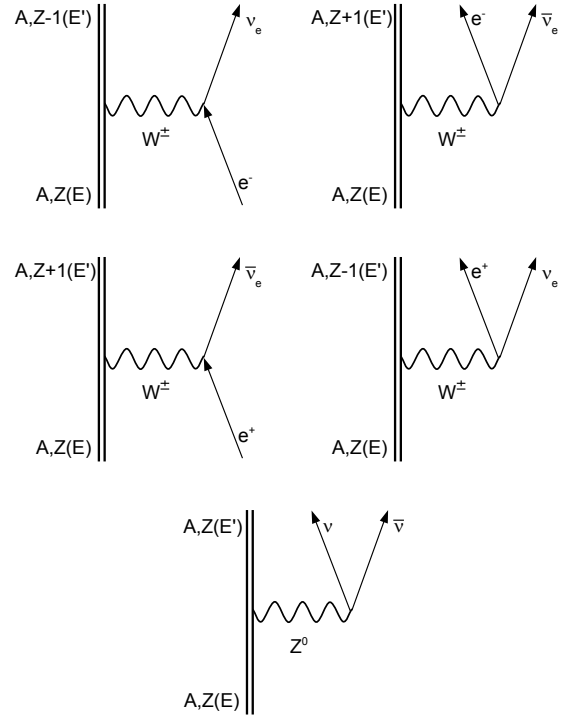 A,Z-1(E')
ν_e
W^±
e^-
A,Z(E)
A,Z+1(E')
e^-
ν̅_e
W^±
A,Z(E)
A,Z+1(E')
ν̅_e
W^±
e^+
A,Z(E)
A,Z-1(E')
e^+
ν_e
W^±
A,Z(E)
A,Z(E')
ν
ν̅
Z^0
A,Z(E)